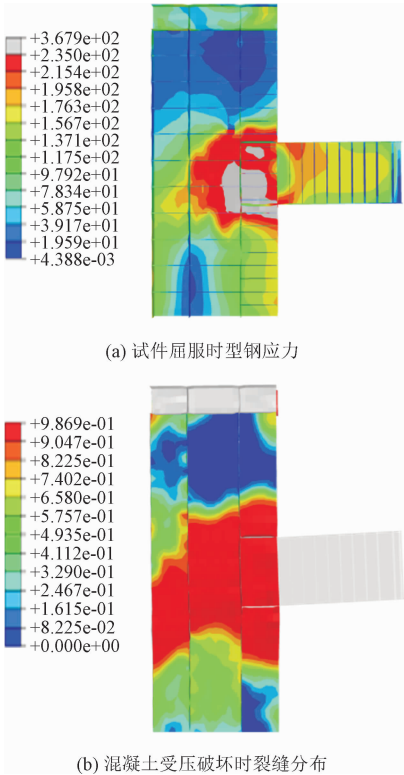 +3.679e+02
+2.350e+02
+2.154e+02
+1.958e+02
+1.763e+02
+1.567e+02
+1.371e+02
+1.175e+02
+9.792e+01
+7.834e+01
+5.875e+01
+3.917e+01
+1.959e+01
+4.388e-03
(a) 试件屈服时型钢应力
+9.869e-01
+9.047e-01
+8.225e-01
+7.402e-01
+6.580e-01
+5.757e-01
+4.935e-01
+4.112e-01
+3.290e-01
+2.467e-01
+1.615e-01
+8.225e-02
+0.000e+00
(b) 混凝土受压破坏时裂缝分布